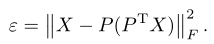 ε = ‖X − P(PᵀX)‖²_F .